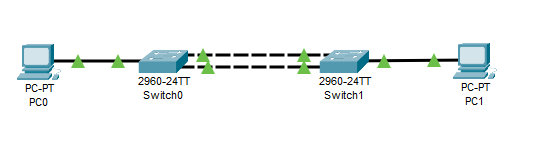 PC-PT
PC0
2960-24TT
Switch0
2960-24TT
Switch1
PC-PT
PC1